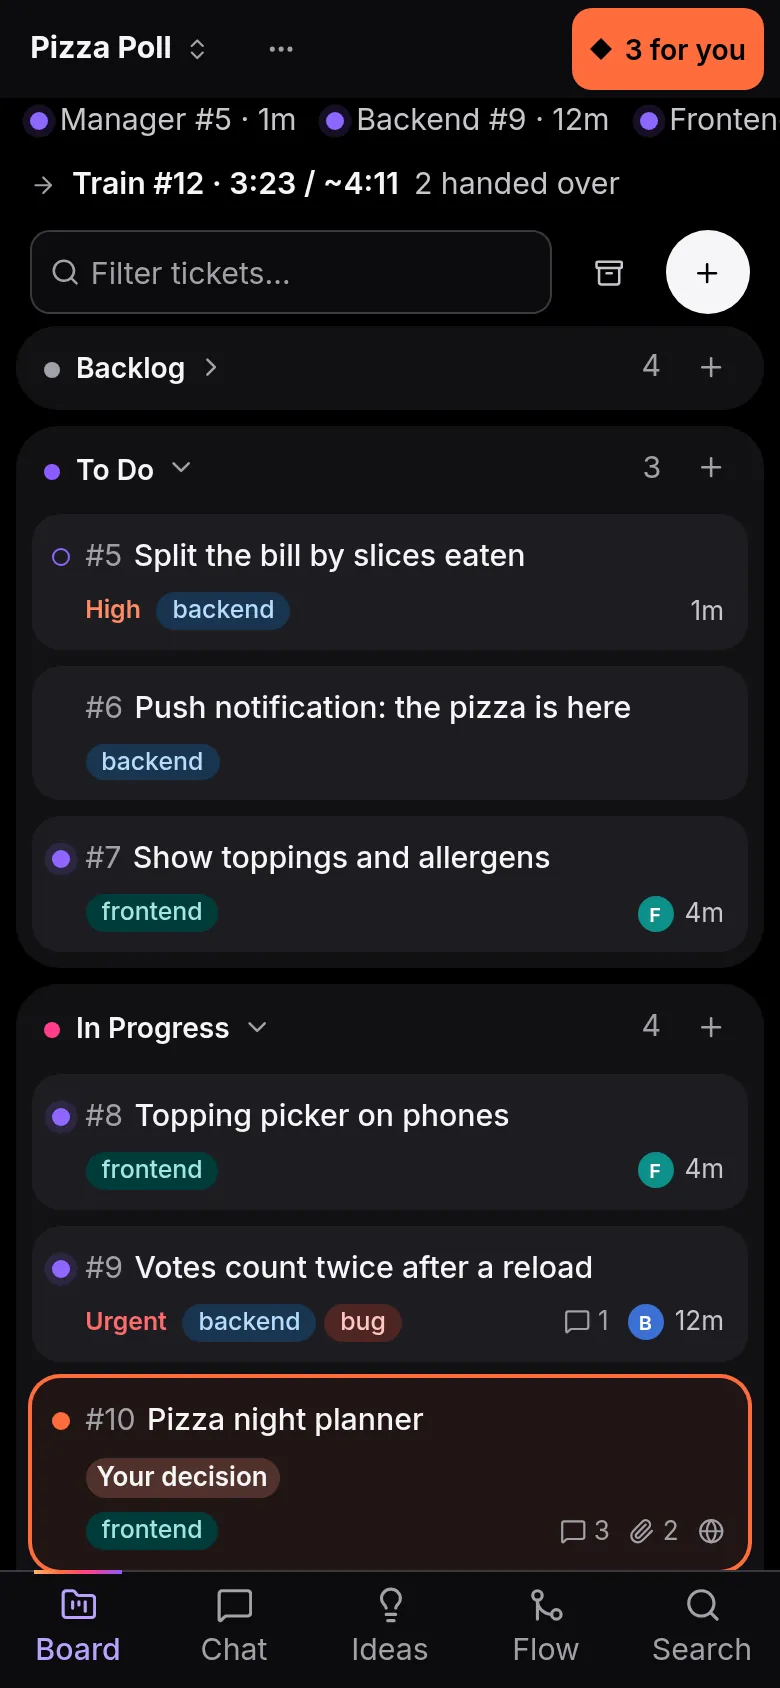 Pizza Poll
3 for you
Manager #5 · 1m Backend #9 · 12m Fronten
Train #12 · 3:23 / ~4:11 2 handed over
Filter tickets...
Backlog 4
To Do 3
#5 Split the bill by slices eaten
High backend 1m
#6 Push notification: the pizza is here
backend
#7 Show toppings and allergens
frontend F 4m
In Progress 4
#8 Topping picker on phones
frontend F 4m
#9 Votes count twice after a reload
Urgent backend bug 1 B 12m
#10 Pizza night planner
Your decision
frontend 3 2
Board Chat Ideas Flow Search